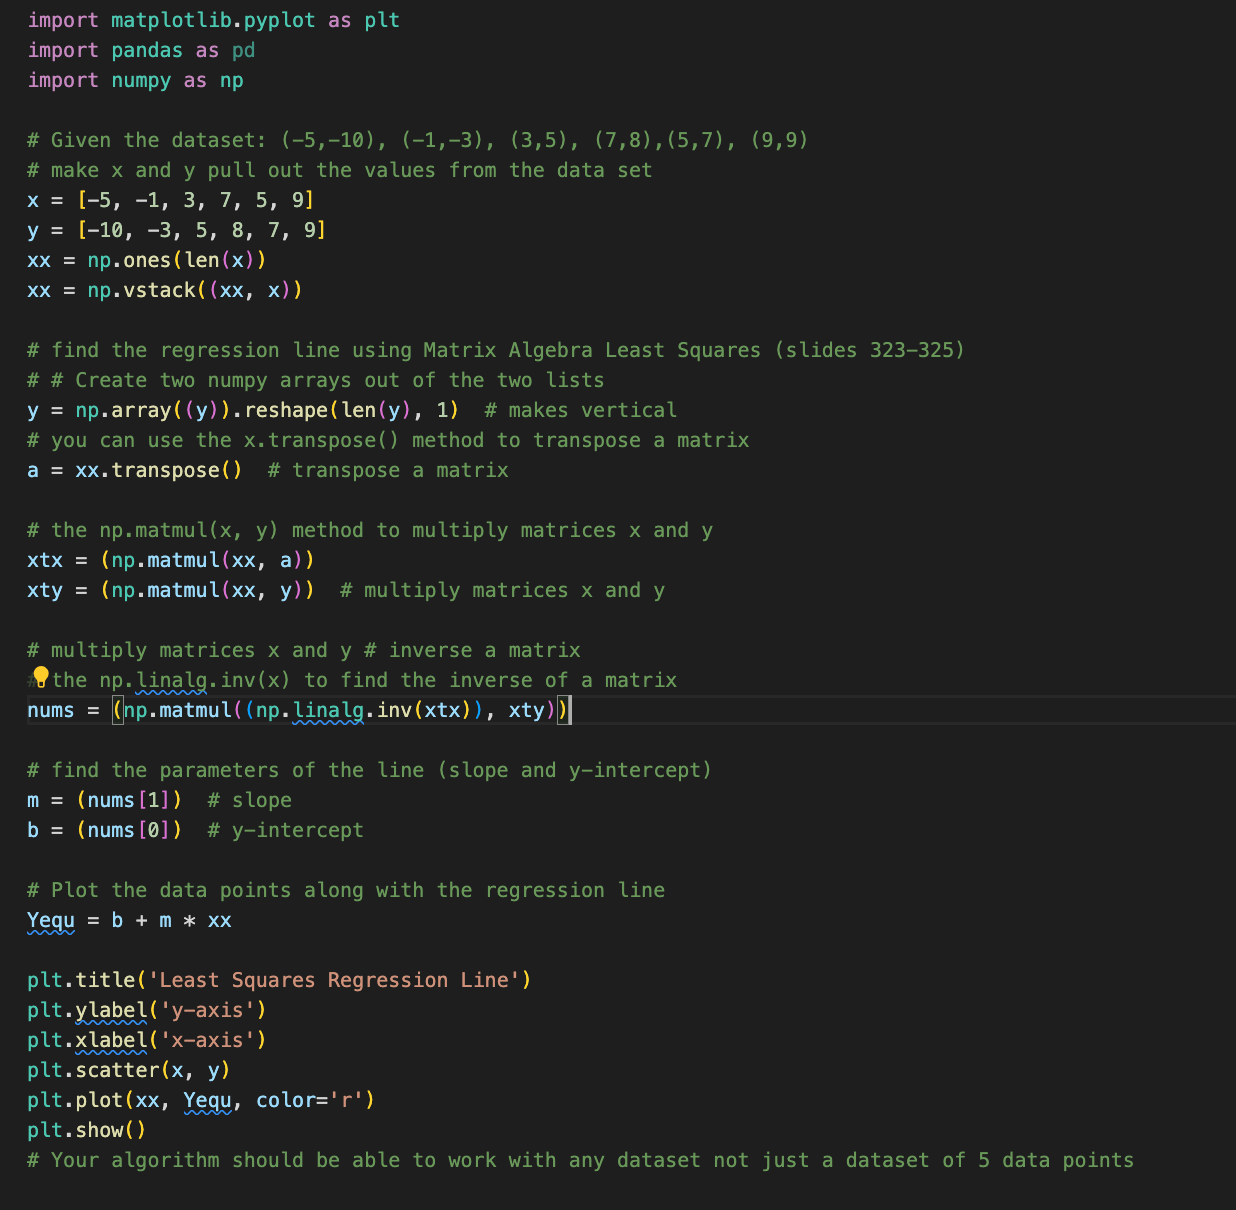 import matplotlib.pyplot as plt
import pandas as pd
import numpy as np
# Given the dataset: (-5,-10), (-1,-3), (3,5), (7,8),(5,7), (9,9)
# make x and y pull out the values from the data set
x = [-5, -1, 3, 7, 5, 9]
y = [-10, -3, 5, 8, 7, 9]
xx = np.ones(len(x))
xx = np.vstack((xx, x))
# find the regression line using Matrix Algebra Least Squares (slides 323-325)
# # Create two numpy arrays out of the two lists
y = np.array((y)).reshape(len(y), 1)  # makes vertical
# you can use the x.transpose() method to transpose a matrix
a = xx.transpose()  # transpose a matrix
# the np.matmul(x, y) method to multiply matrices x and y
xtx = (np.matmul(xx, a))
xty = (np.matmul(xx, y))  # multiply matrices x and y
# multiply matrices x and y # inverse a matrix
# the np.linalg.inv(x) to find the inverse of a matrix
nums = (np.matmul((np.linalg.inv(xtx)), xty))
# find the parameters of the line (slope and y-intercept)
m = (nums[1])  # slope
b = (nums[0])  # y-intercept
# Plot the data points along with the regression line
Yequ = b + m * xx
plt.title('Least Squares Regression Line')
plt.ylabel('y-axis')
plt.xlabel('x-axis')
plt.scatter(x, y)
plt.plot(xx, Yequ, color='r')
plt.show()
# Your algorithm should be able to work with any dataset not just a dataset of 5 data points